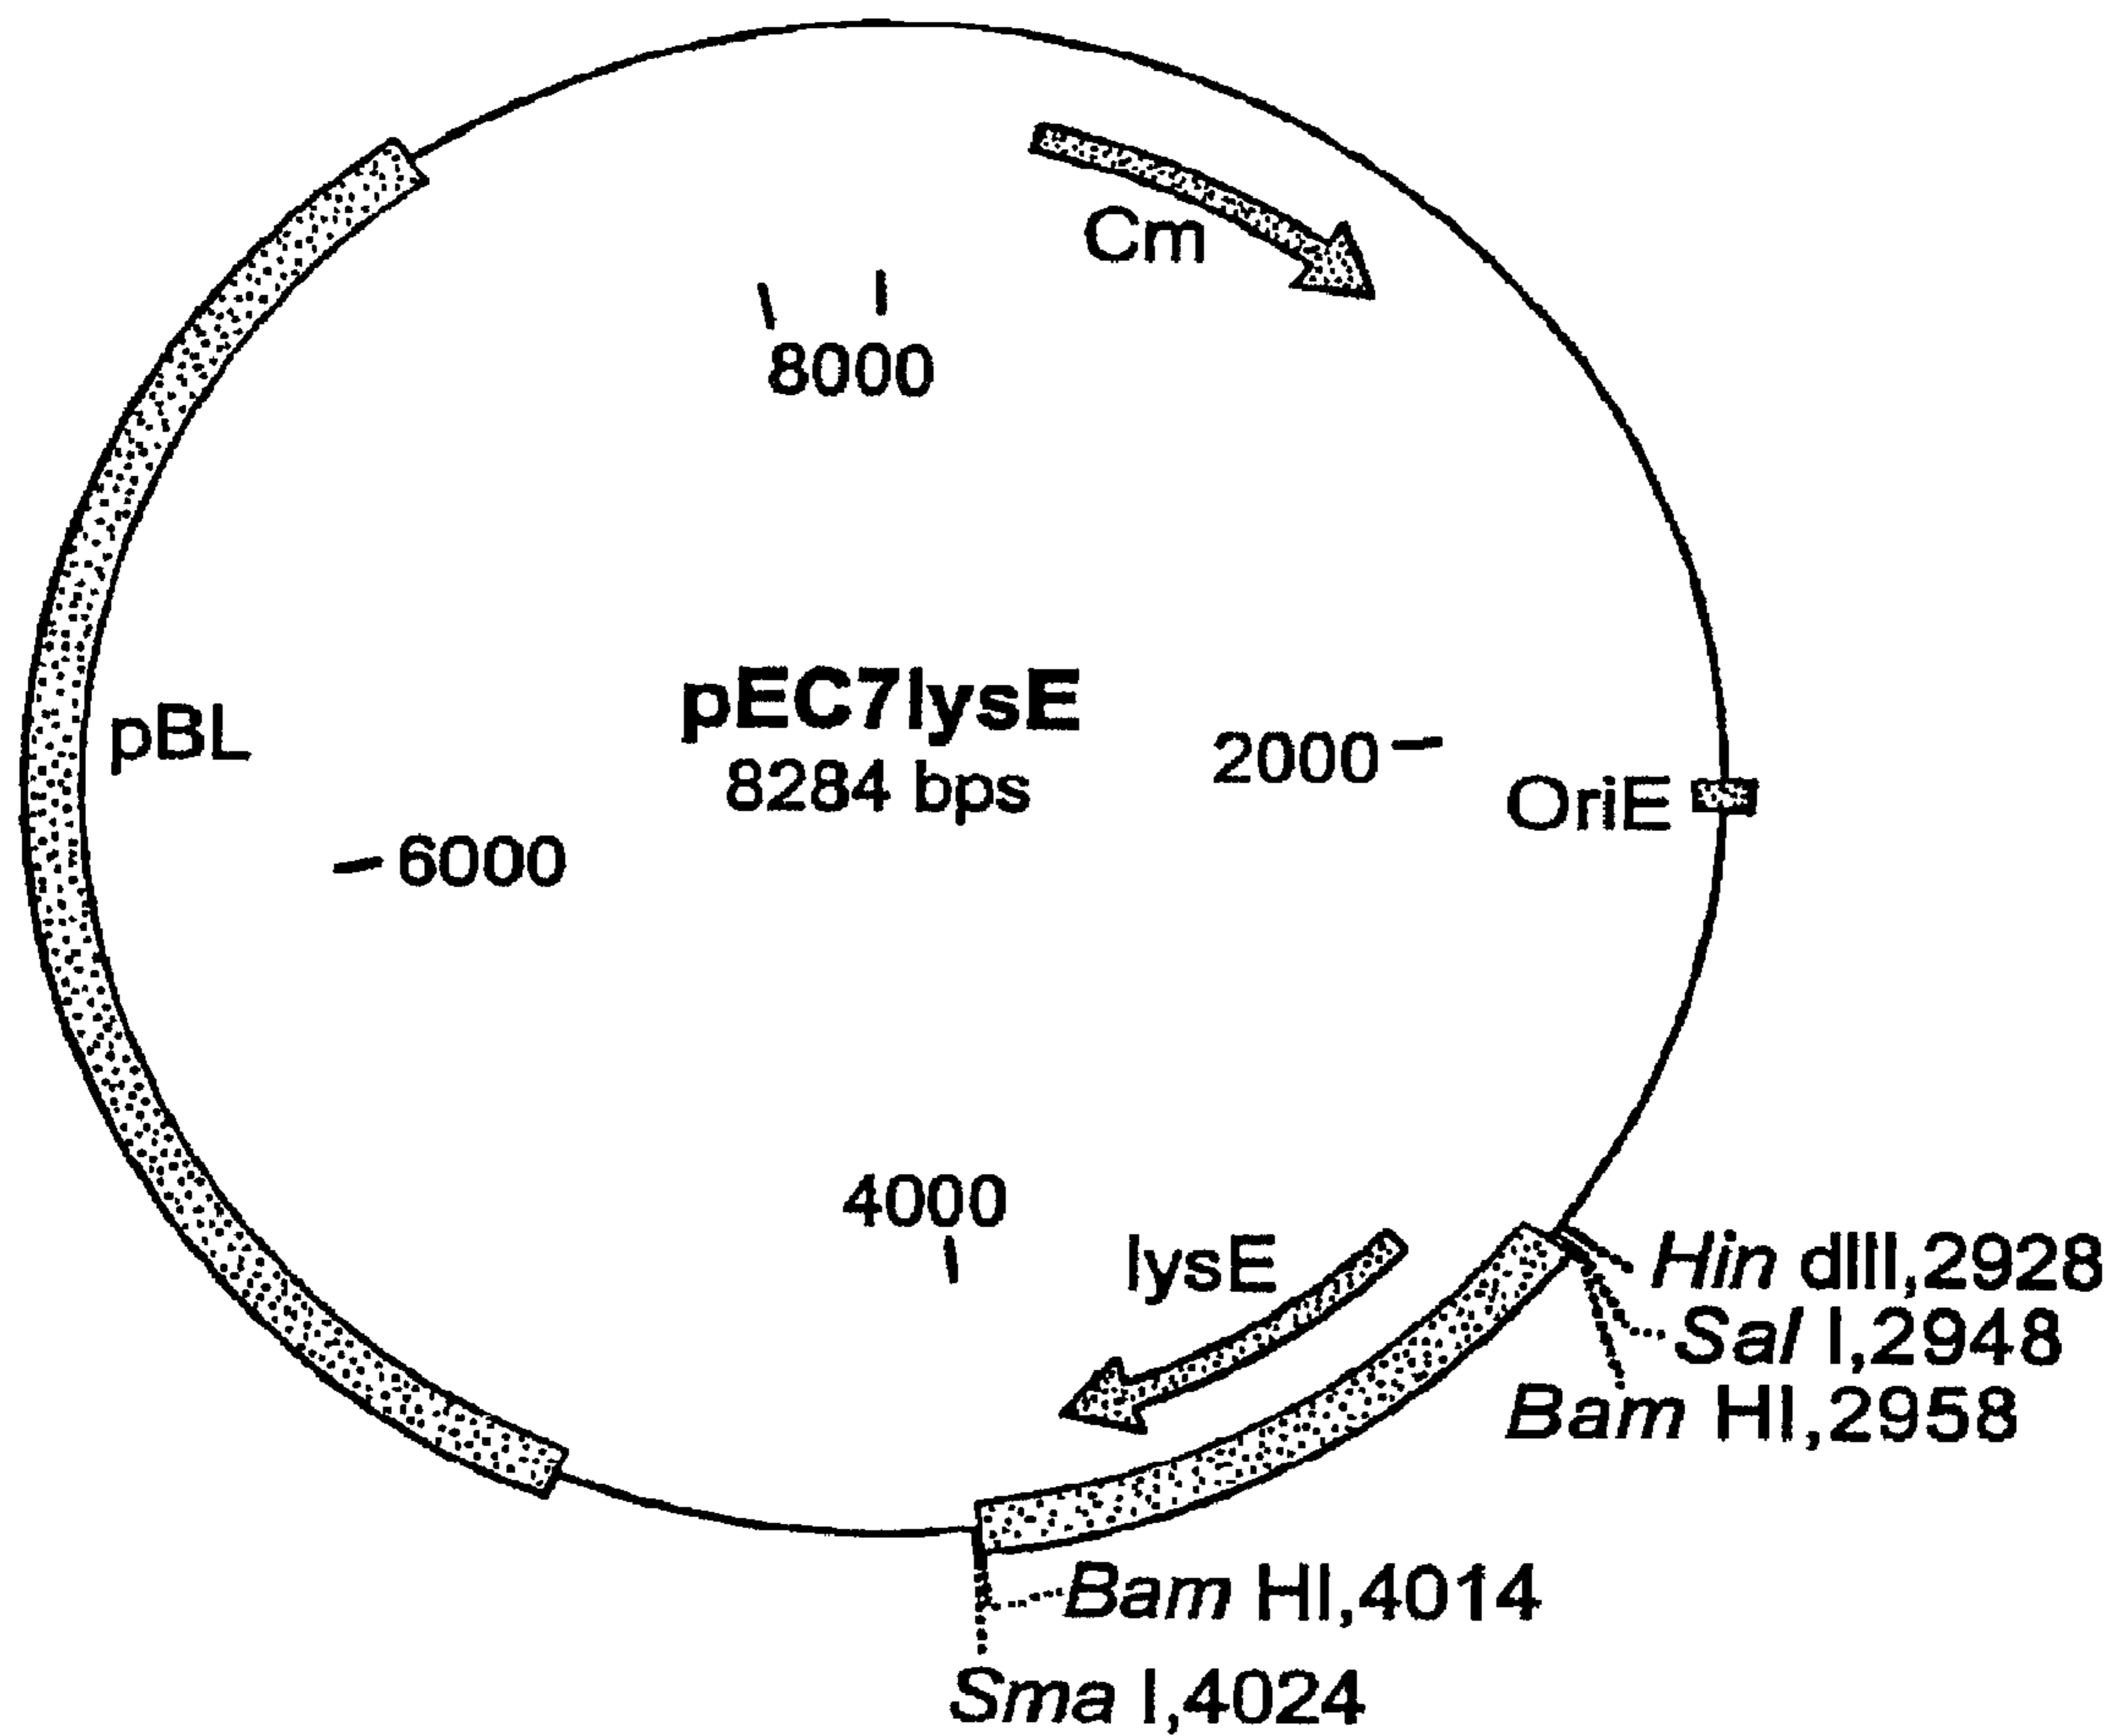 Cm
8000
pBL
pEC7lysE
8284 bps
2000
OriE
6000
4000
lysE
Hin dIII,2928
Sal I,2948
Bam HI,2958
Bam HI,4014
Sma I,4024